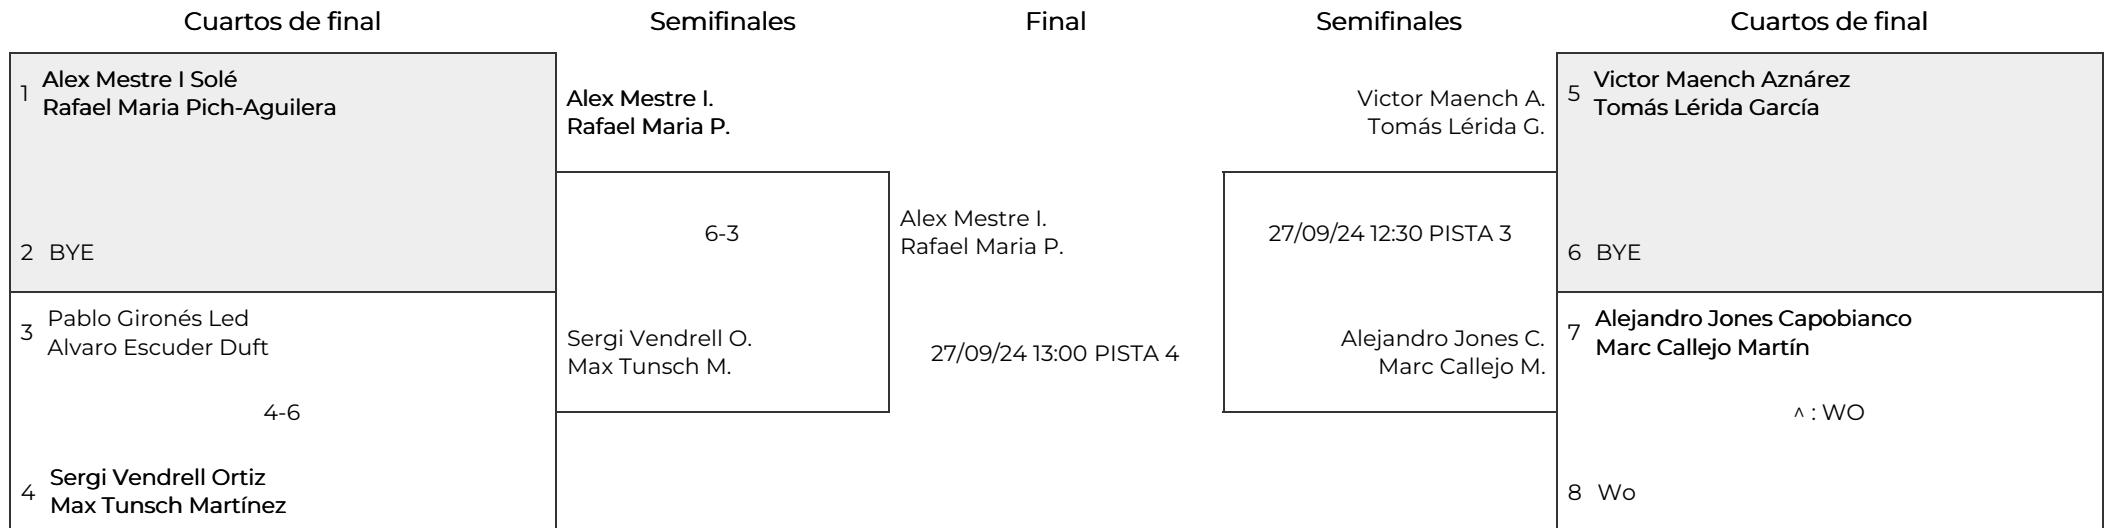 Cuartos de final
Semifinales
Final
Semifinales
Cuartos de final
1
Alex Mestre I Solé
Rafael Maria Pich-Aguilera
2 BYE
3
Pablo Gironés Led
Alvaro Escuder Duft
4-6
4
Sergi Vendrell Ortiz
Max Tunsch Martínez
Alex Mestre I.
Rafael Maria P.
6-3
Sergi Vendrell O.
Max Tunsch M.
Alex Mestre I.
Rafael Maria P.
27/09/24 13:00 PISTA 4
Victor Maench A.
Tomás Lérida G.
27/09/24 12:30 PISTA 3
Alejandro Jones C.
Marc Callejo M.
5
Victor Maench Aznárez
Tomás Lérida García
6 BYE
7
Alejandro Jones Capobianco
Marc Callejo Martín
^ : WO
8 Wo